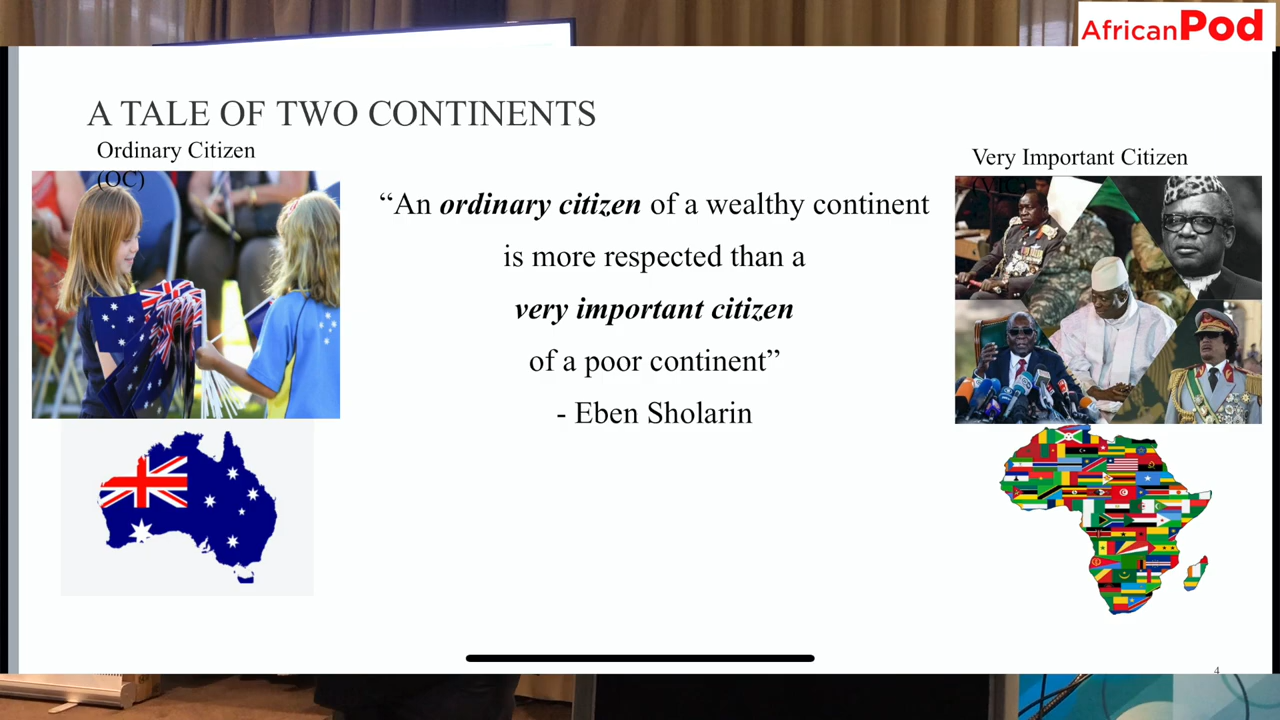 AfricanPod
A TALE OF TWO CONTINENTS
Ordinary Citizen
(OC)
Very Important Citizen
“An ordinary citizen of a wealthy continent
is more respected than a
very important citizen
of a poor continent”
- Eben Sholarin
4